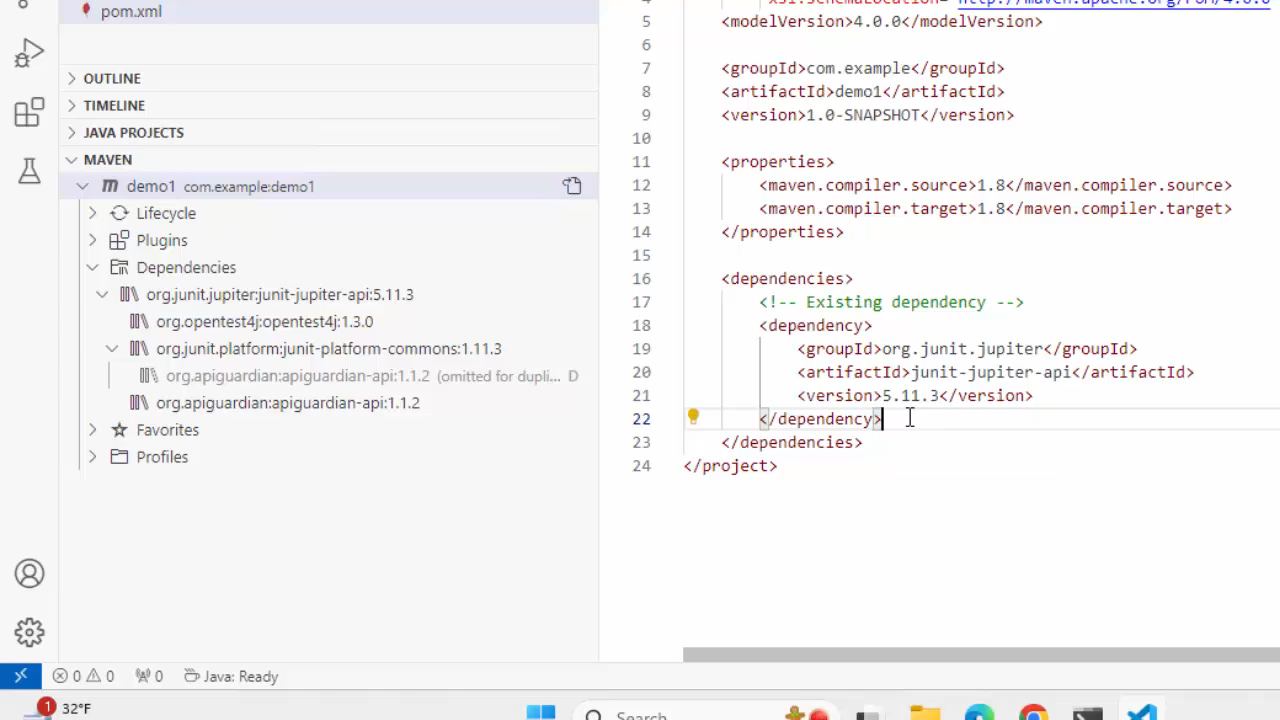 pom.xml
OUTLINE
TIMELINE
JAVA PROJECTS
MAVEN
demo1 com.example:demo1
Lifecycle
Plugins
Dependencies
org.junit.jupiter:junit-jupiter-api:5.11.3
org.opentest4j:opentest4j:1.3.0
org.junit.platform:junit-platform-commons:1.11.3
org.apiguardian:apiguardian-api:1.1.2 (omitted for dupli... D
org.apiguardian:apiguardian-api:1.1.2
Favorites
Profiles
0 0 0 Java: Ready
5 <modelVersion>4.0.0</modelVersion>
6
7 <groupId>com.example</groupId>
8 <artifactId>demo1</artifactId>
9 <version>1.0-SNAPSHOT</version>
10
11 <properties>
12 <maven.compiler.source>1.8</maven.compiler.source>
13 <maven.compiler.target>1.8</maven.compiler.target>
14 </properties>
15
16 <dependencies>
17 <!-- Existing dependency -->
18 <dependency>
19 <groupId>org.junit.jupiter</groupId>
20 <artifactId>junit-jupiter-api</artifactId>
21 <version>5.11.3</version>
22 </dependency>
23 </dependencies>
24 </project>
1 32°F
Search